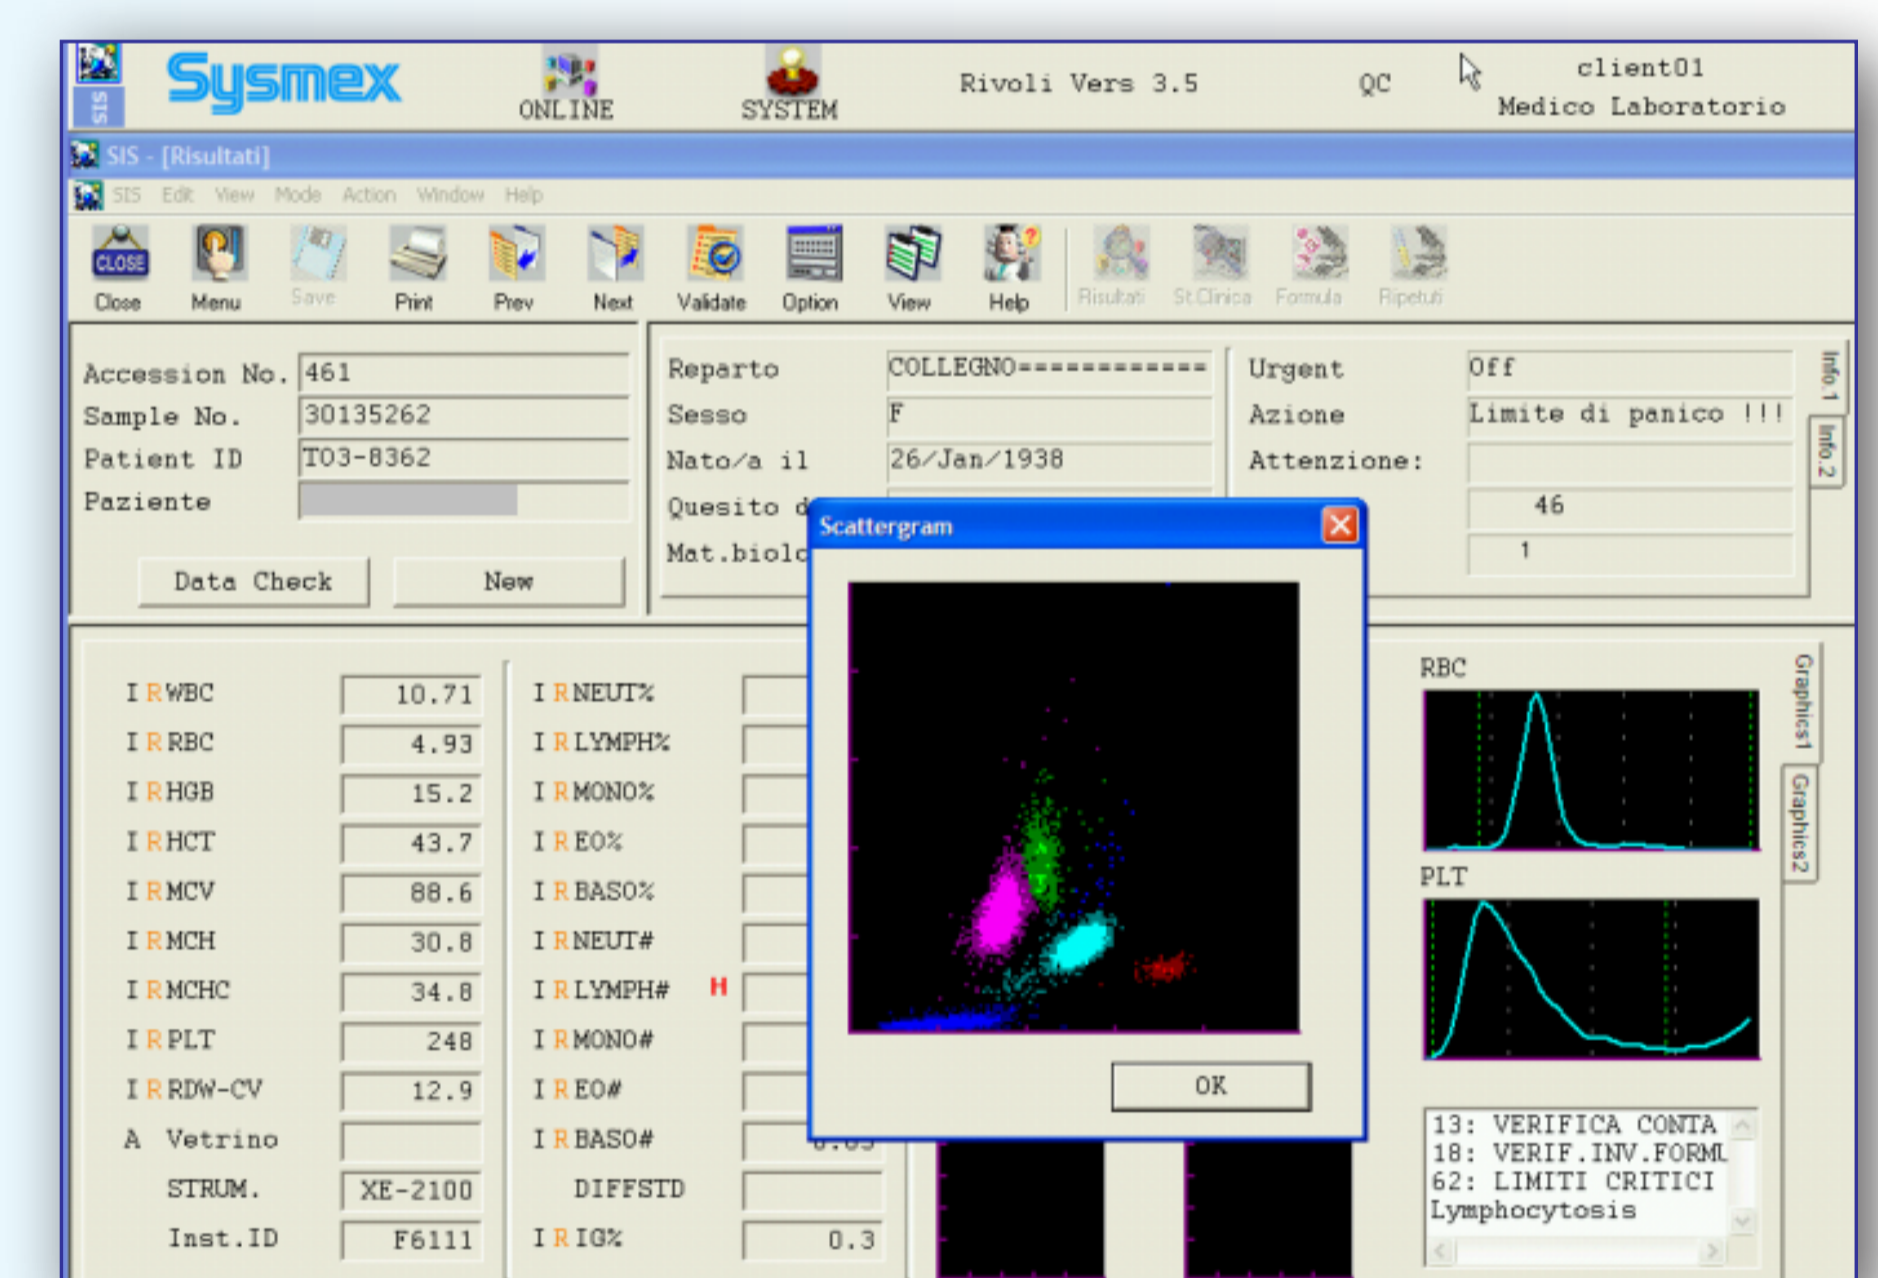 Sysmex
SIS
ONLINE
SYSTEM
Rivoli Vers 3.5
QC
client01
Medico Laboratorio
SIS - [Risultati]
SIS Edit View Mode Action Window Help
CLOSE
Close Menu Save Print Prev Next Validate Option View Help Risultati St.Clinica Formula Ripetuti
Accession No. 461
Sample No. 30135262
Patient ID T03-8362
Paziente
Data Check New
Reparto COLLEGNO============
Sesso F
Nato/a il 26/Jan/1938
Quesito
Mat.biolo
Urgent Off
Azione Limite di panico !!!
Attenzione:
46
1
Info.1
Info.2
Scattergram
OK
I R WBC 10.71
I R RBC 4.93
I R HGB 15.2
I R HCT 43.7
I R MCV 88.6
I R MCH 30.8
I R MCHC 34.8
I R PLT 248
I R RDW-CV 12.9
A Vetrino
STRUM. XE-2100
Inst.ID F6111
I R NEUT%
I R LYMPH%
I R MONO%
I R EO%
I R BASO%
I R NEUT#
I R LYMPH# H
I R MONO#
I R EO#
I R BASO#
DIFFSTD
I R IG% 0.3
RBC
PLT
Graphics1
Graphics2
13: VERIFICA CONTA
18: VERIF.INV.FORMU
62: LIMITI CRITICI
Lymphocytosis